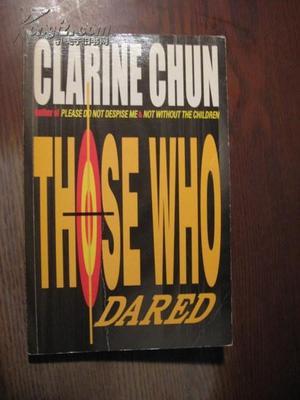 CLARINE CHUN
Author of PLEASE DO NOT DESPISE ME & NOT WITHOUT THE CHILDREN
THOSE WHO
DARED